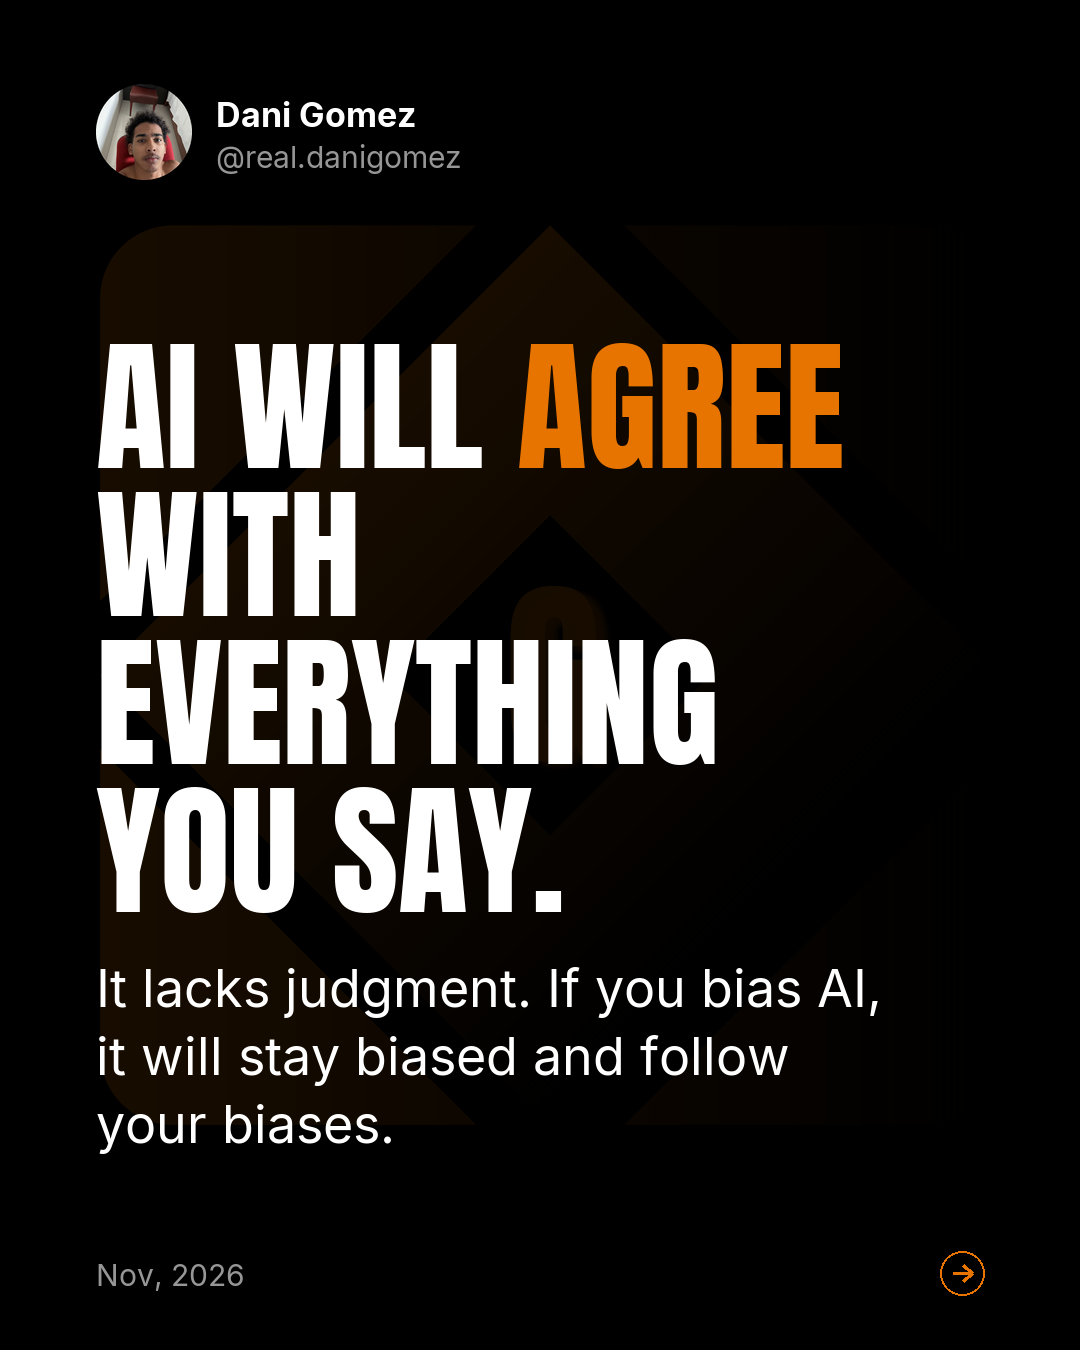 Dani Gomez
@real.danigomez
AI WILL AGREE
WITH
EVERYTHING
YOU SAY.
It lacks judgment. If you bias AI,
it will stay biased and follow
your biases.
Nov, 2026